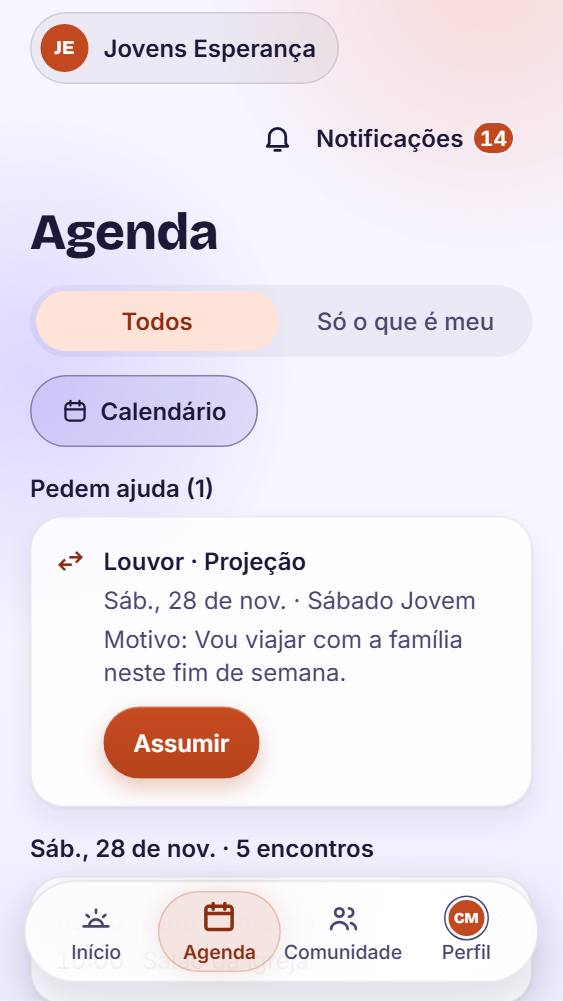 JE Jovens Esperança
Notificações 14
Agenda
Todos
Só o que é meu
Calendário
Pedem ajuda (1)
Louvor · Projeção
Sáb., 28 de nov. · Sábado Jovem
Motivo: Vou viajar com a família
neste fim de semana.
Assumir
Sáb., 28 de nov. · 5 encontros
Início
Agenda
Comunidade
CM
Perfil